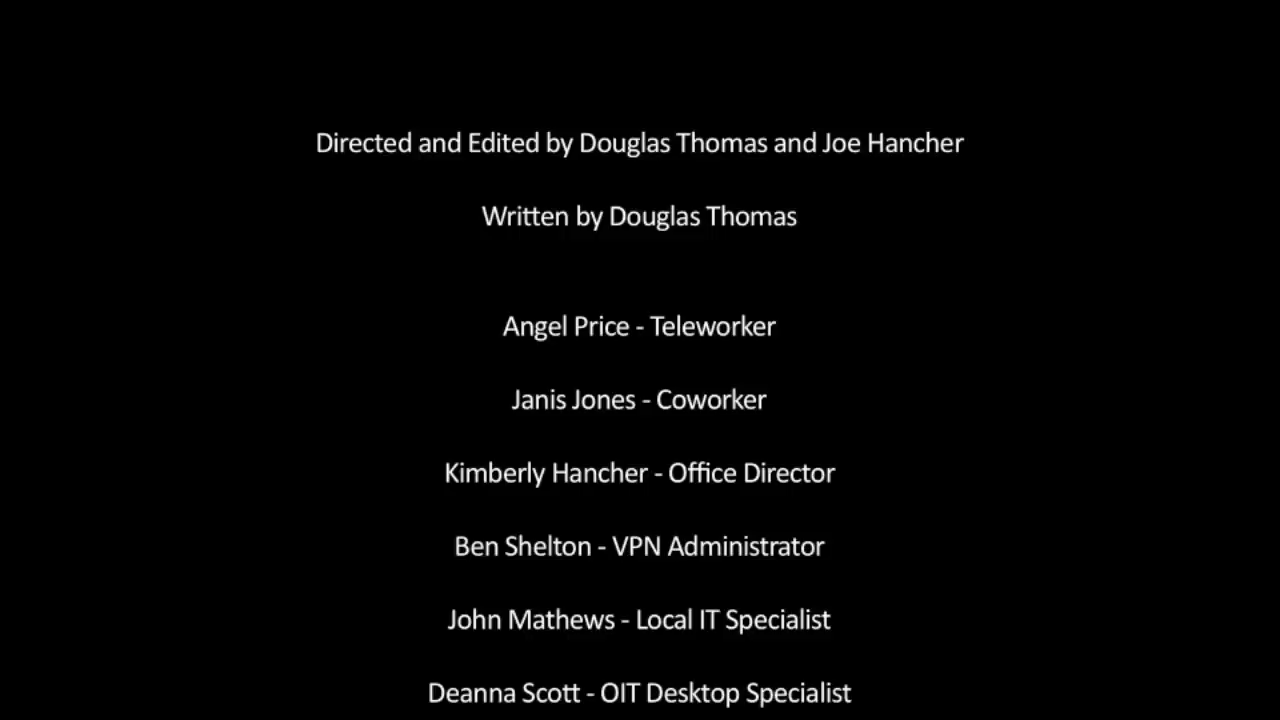 Directed and Edited by Douglas Thomas and Joe Hancher
Written by Douglas Thomas
Angel Price - Teleworker
Janis Jones - Coworker
Kimberly Hancher - Office Director
Ben Shelton - VPN Administrator
John Mathews - Local IT Specialist
Deanna Scott - OIT Desktop Specialist